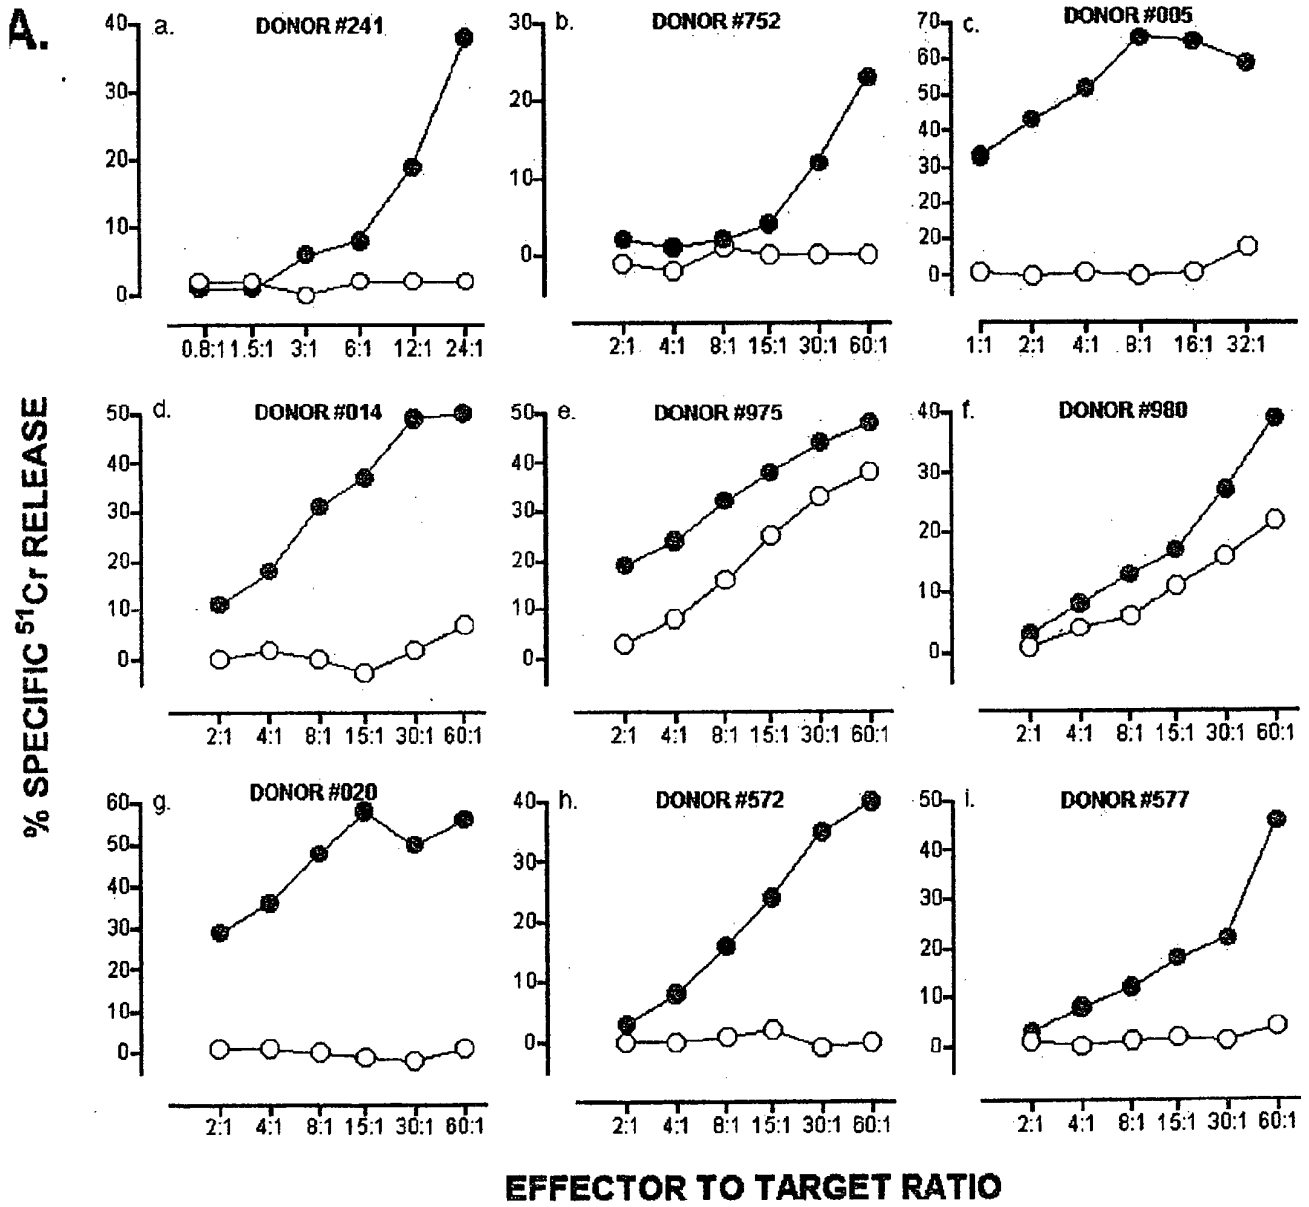 A.
% SPECIFIC ⁵¹Cr RELEASE
a. DONOR #241
40
30
20
10
0
0.8:1 1.5:1 3:1 6:1 12:1 24:1
b. DONOR #752
30
20
10
0
2:1 4:1 8:1 15:1 30:1 60:1
c. DONOR #005
70
60
50
40
30
20
20
0
1:1 2:1 4:1 8:1 16:1 32:1
d. DONOR #014
50
40
30
20
10
0
2:1 4:1 8:1 15:1 30:1 60:1
e. DONOR #975
50
40
30
20
10
0
2:1 4:1 8:1 15:1 30:1 60:1
f. DONOR #980
40
30
20
10
0
2:1 4:1 8:1 15:1 30:1 60:1
g. DONOR #020
60
50
40
30
20
10
0
2:1 4:1 8:1 15:1 30:1 60:1
h. DONOR #572
40
30
20
10
0
2:1 4:1 8:1 15:1 30:1 60:1
i. DONOR #577
50
40
30
20
10
0
2:1 4:1 8:1 15:1 30:1 60:1
EFFECTOR TO TARGET RATIO